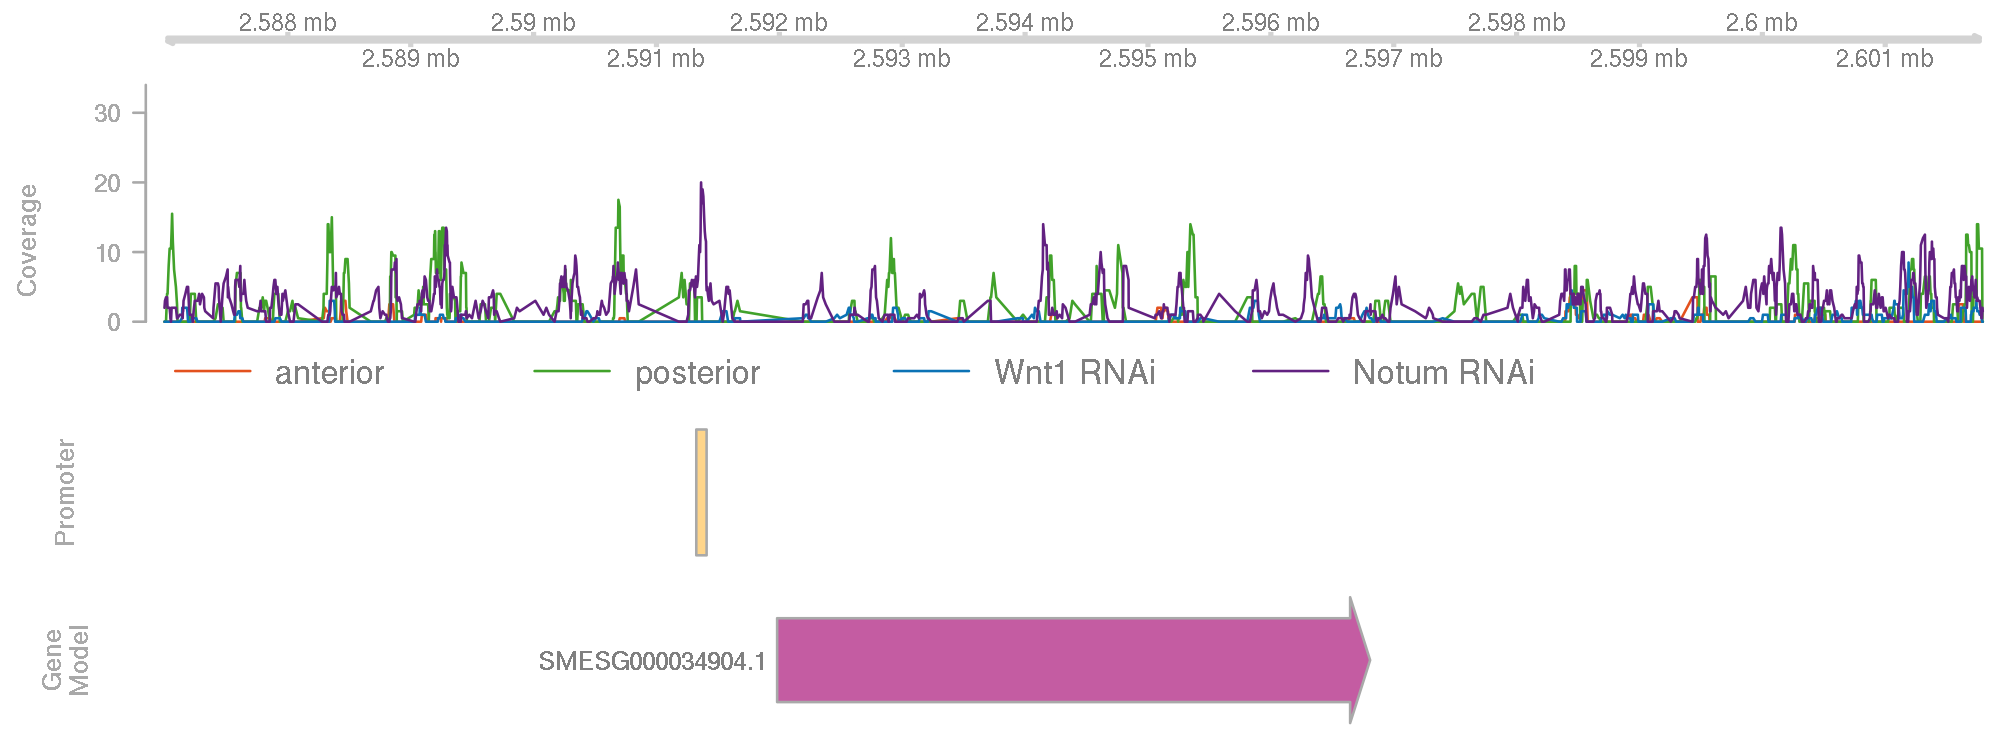 2.588 mb 2.59 mb 2.592 mb 2.594 mb 2.596 mb 2.598 mb 2.6 mb
2.589 mb 2.591 mb 2.593 mb 2.595 mb 2.597 mb 2.599 mb 2.601 mb
Coverage
30
20
10
0
anterior posterior Wnt1 RNAi Notum RNAi
Promoter
Gene
Model
SMESG000034904.1